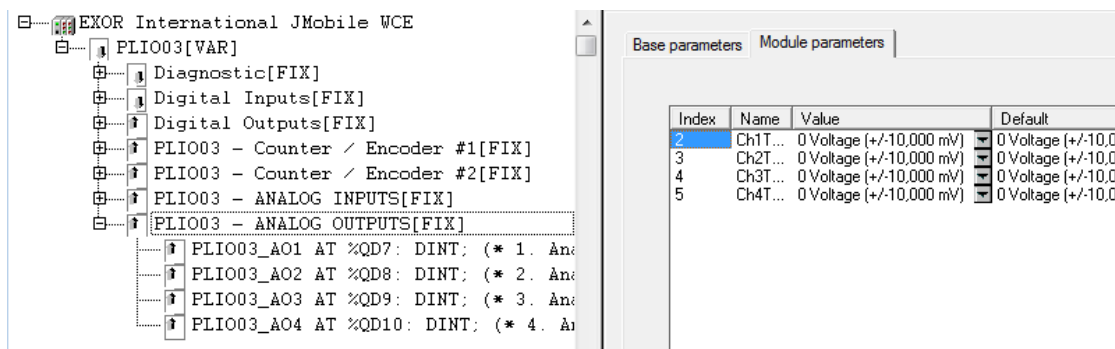 EXOR International JMobile WCE
PLIO03[VAR]
Diagnostic[FIX]
Digital Inputs[FIX]
Digital Outputs[FIX]
PLIO03 - Counter / Encoder #1[FIX]
PLIO03 - Counter / Encoder #2[FIX]
PLIO03 - ANALOG INPUTS[FIX]
PLIO03 - ANALOG OUTPUTS[FIX]
PLIO03_AO1 AT %QD7: DINT; (* 1. Ana
PLIO03_AO2 AT %QD8: DINT; (* 2. Ana
PLIO03_AO3 AT %QD9: DINT; (* 3. Ana
PLIO03_AO4 AT %QD10: DINT; (* 4. An
Base parameters Module parameters
Index Name Value Default
2 Ch1T... 0 Voltage (+/-10,000 mV) 0 Voltage (+/-10,0
3 Ch2T... 0 Voltage (+/-10,000 mV) 0 Voltage (+/-10,0
4 Ch3T... 0 Voltage (+/-10,000 mV) 0 Voltage (+/-10,0
5 Ch4T... 0 Voltage (+/-10,000 mV) 0 Voltage (+/-10,0